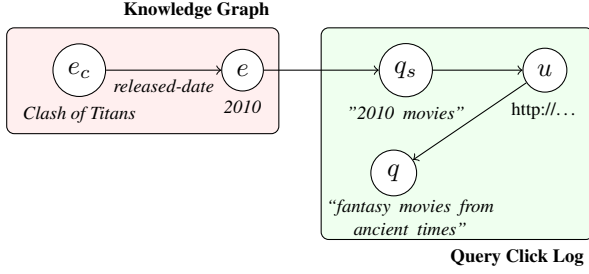 Knowledge Graph
e_c
released-date
e
Clash of Titans
2010
q_s
u
"2010 movies"
http://...
q
"fantasy movies from
ancient times"
Query Click Log